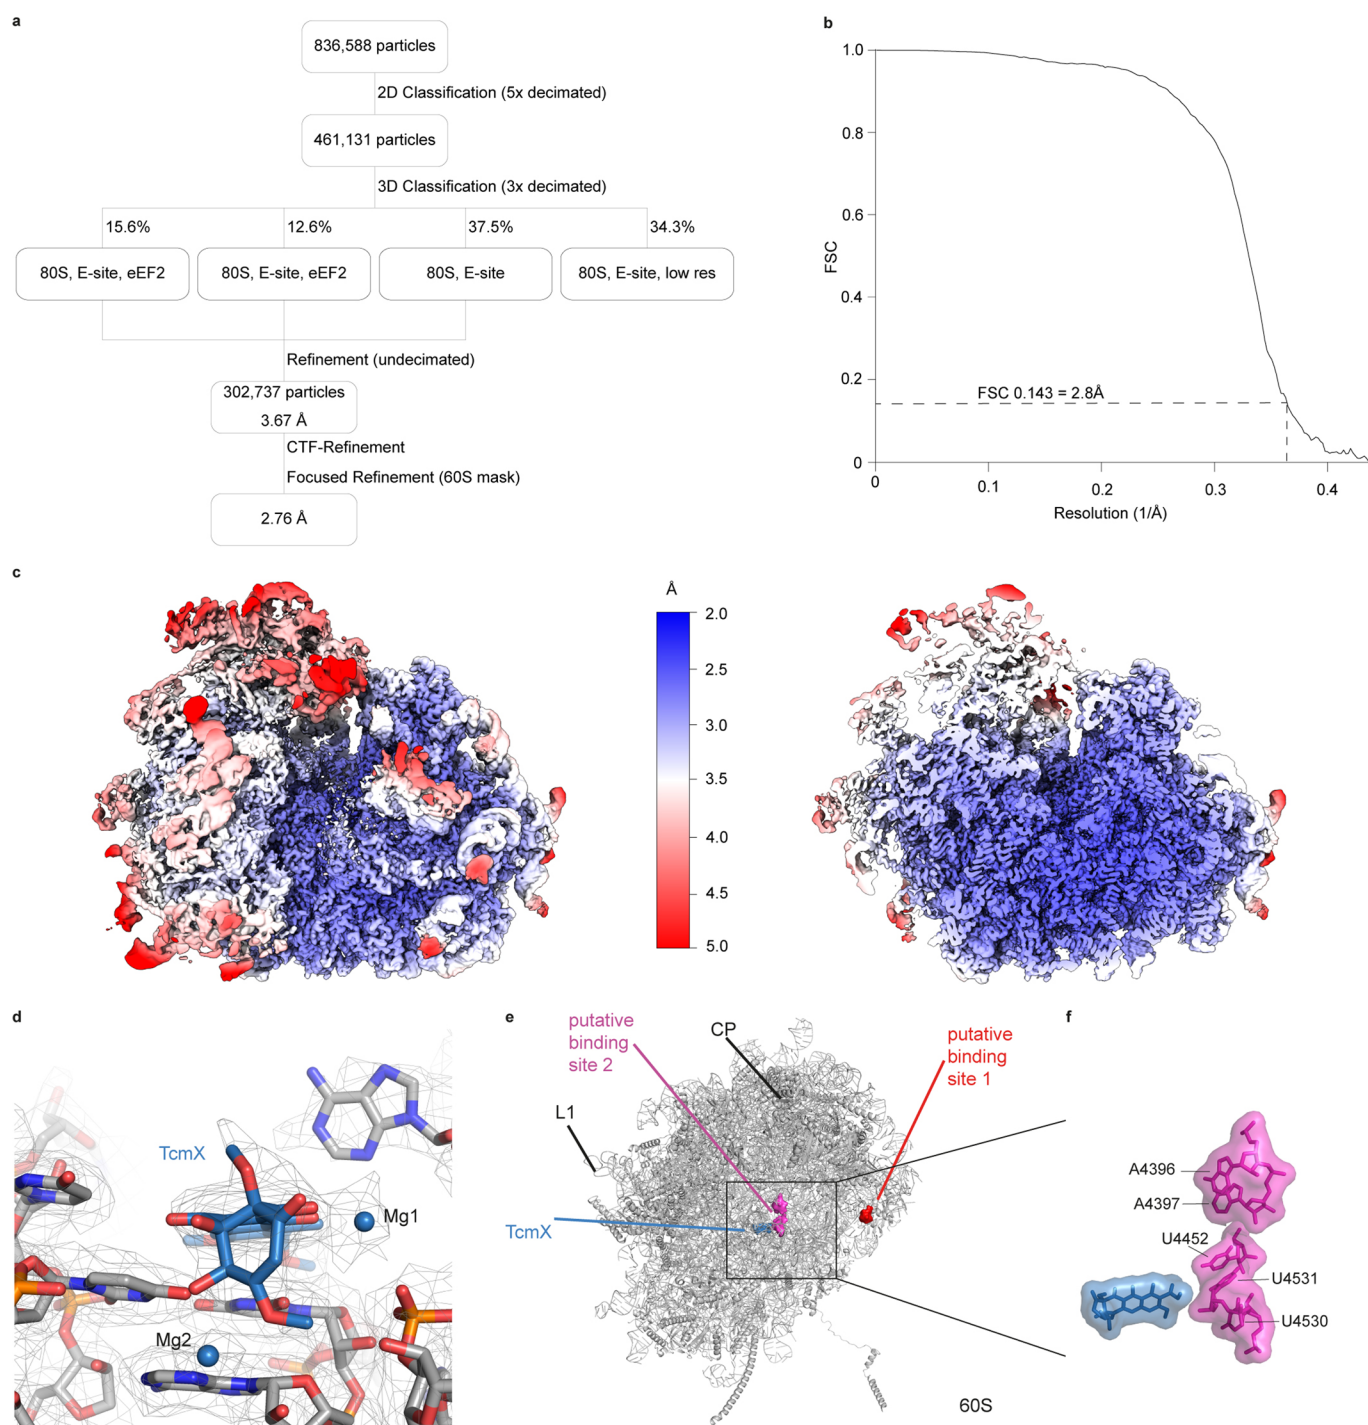 a
836,588 particles
2D Classification (5x decimated)
461,131 particles
3D Classification (3x decimated)
15.6%
12.6%
37.5%
34.3%
80S, E-site, eEF2
80S, E-site, eEF2
80S, E-site
80S, E-site, low res
Refinement (undecimated)
302,737 particles
3.67 Å
CTF-Refinement
Focused Refinement (60S mask)
2.76 Å
b
1.0
0.8
0.6
0.4
0.2
0
FSC
FSC 0.143 = 2.8Å
0
0.1
0.2
0.3
0.4
Resolution (1/Å)
c
Å
2.0
2.5
3.0
3.5
4.0
4.5
5.0
d
TcmX
Mg1
Mg2
e
putative
binding
site 2
CP
putative
binding
site 1
L1
TcmX
60S
f
A4396
A4397
U4452
U4531
U4530